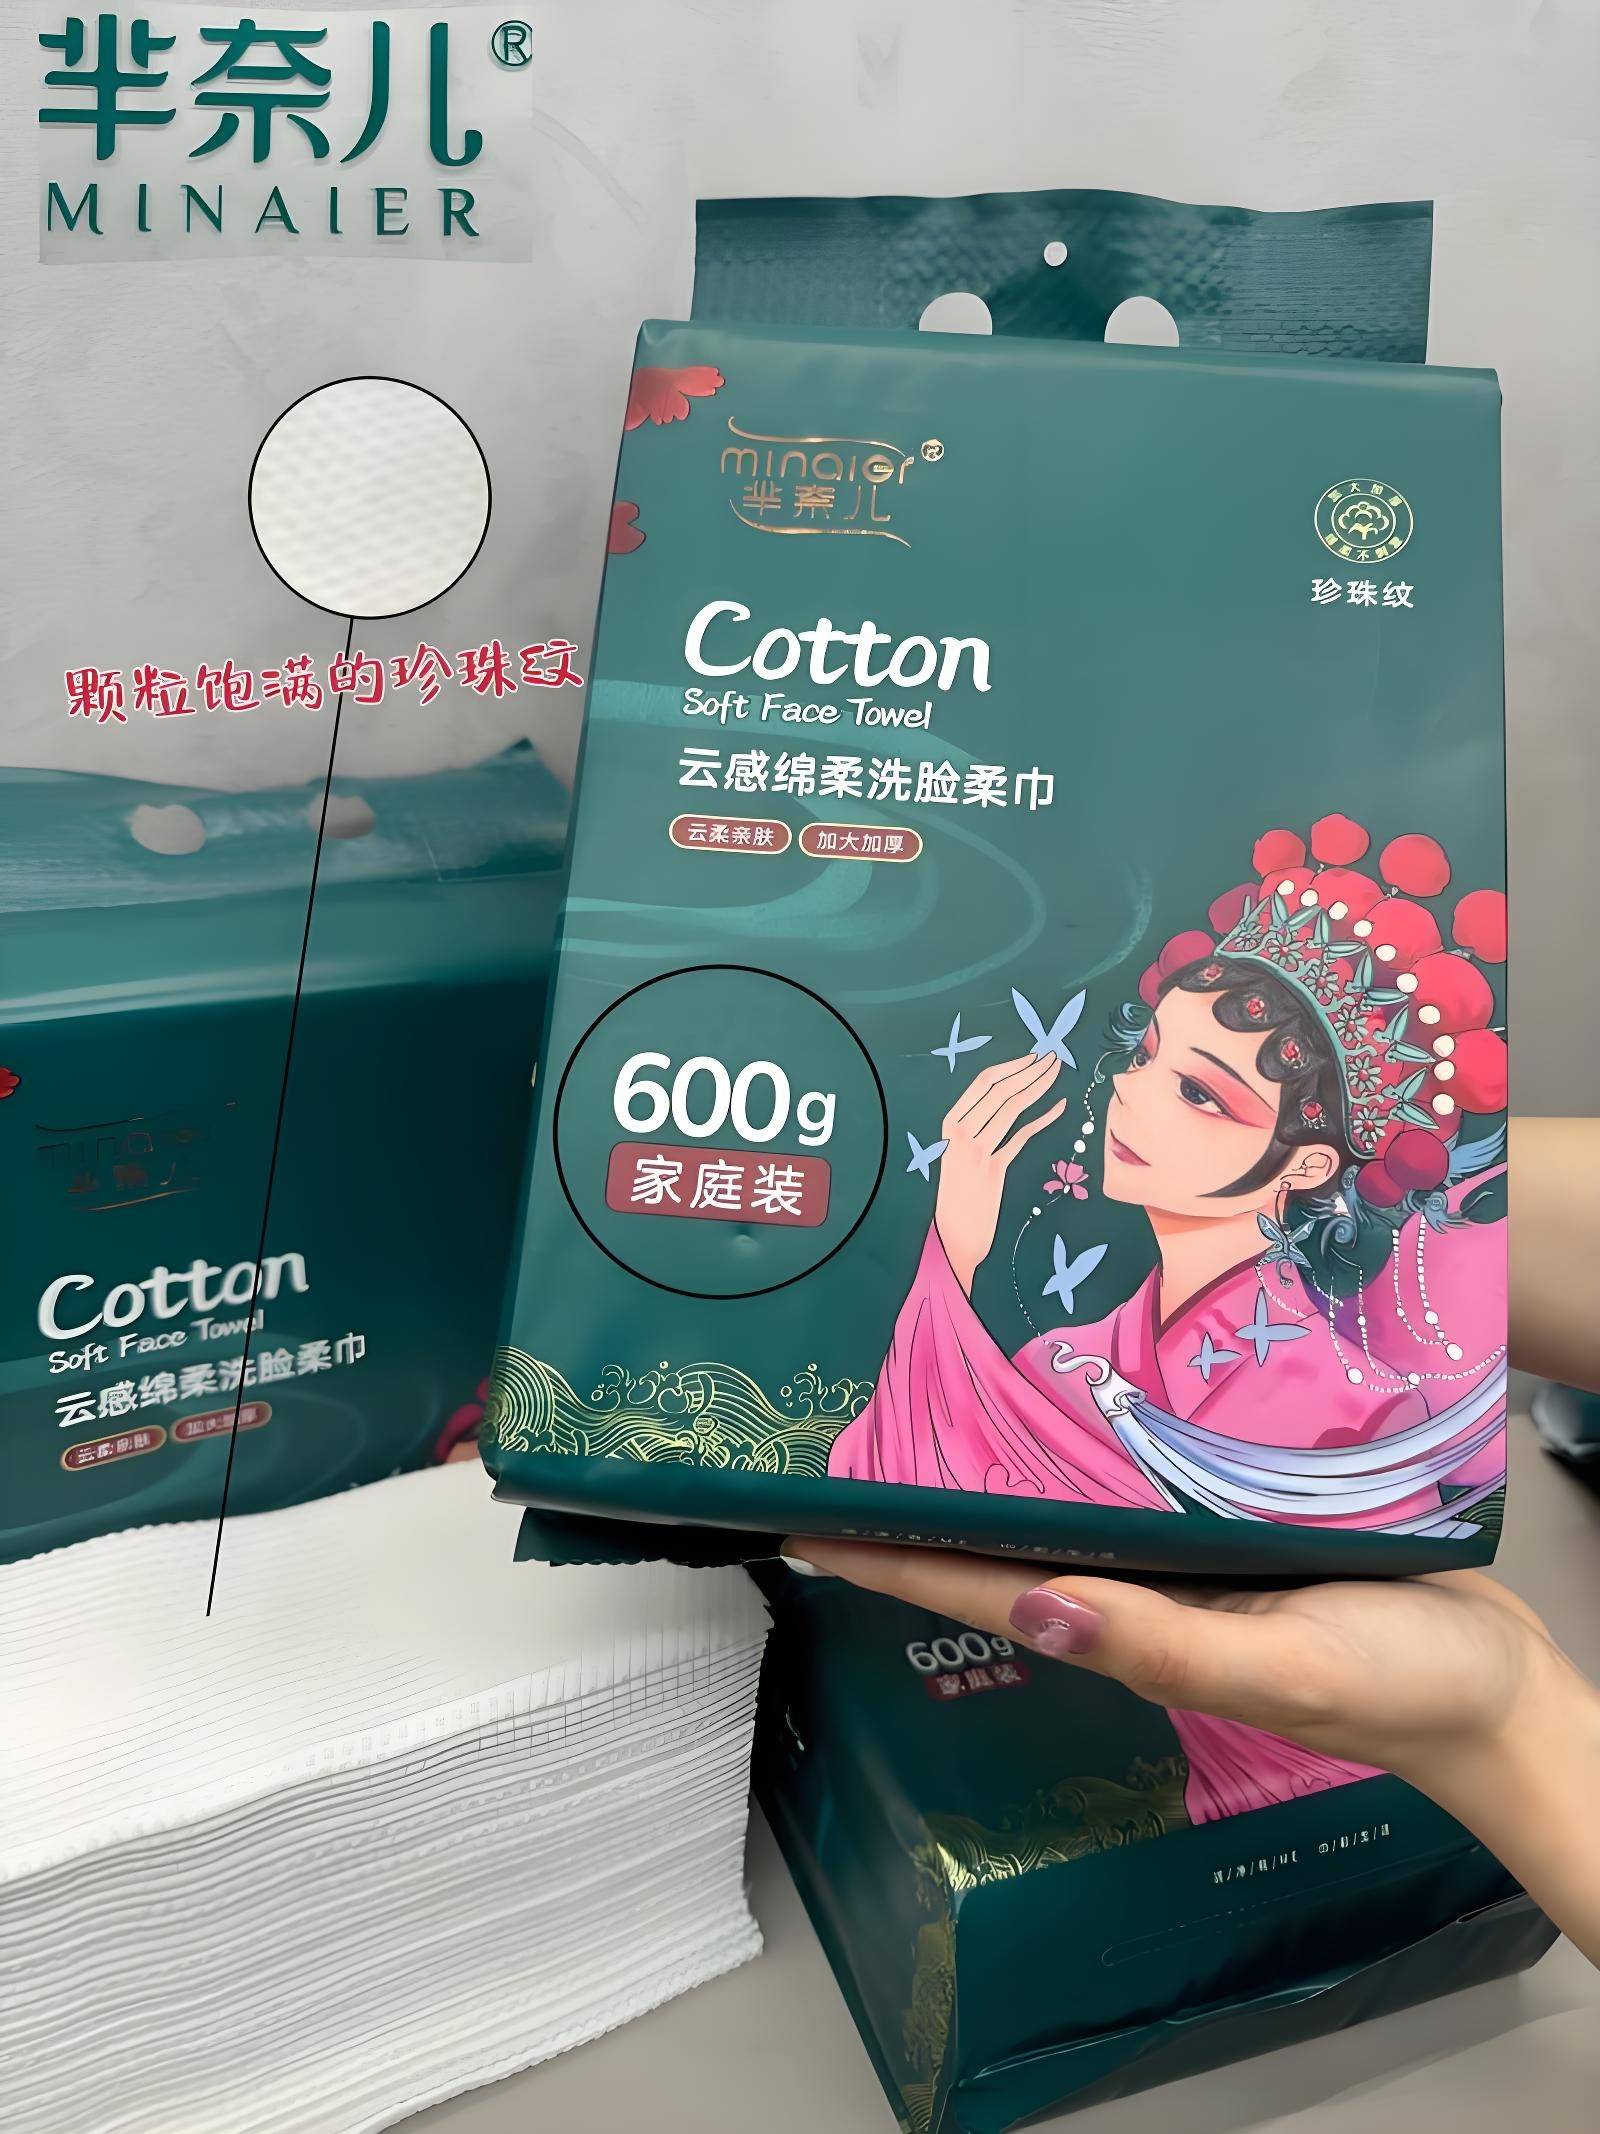 芈奈儿®
MINAIER
minaier®
芈奈儿
珍珠纹
颗粒饱满的珍珠纹
Cotton
Soft Face Towel
云感绵柔洗脸柔巾
云柔亲肤 加大加厚
600g
家庭装
Cotton
Soft Face Towel
云感绵柔洗脸柔巾
600g